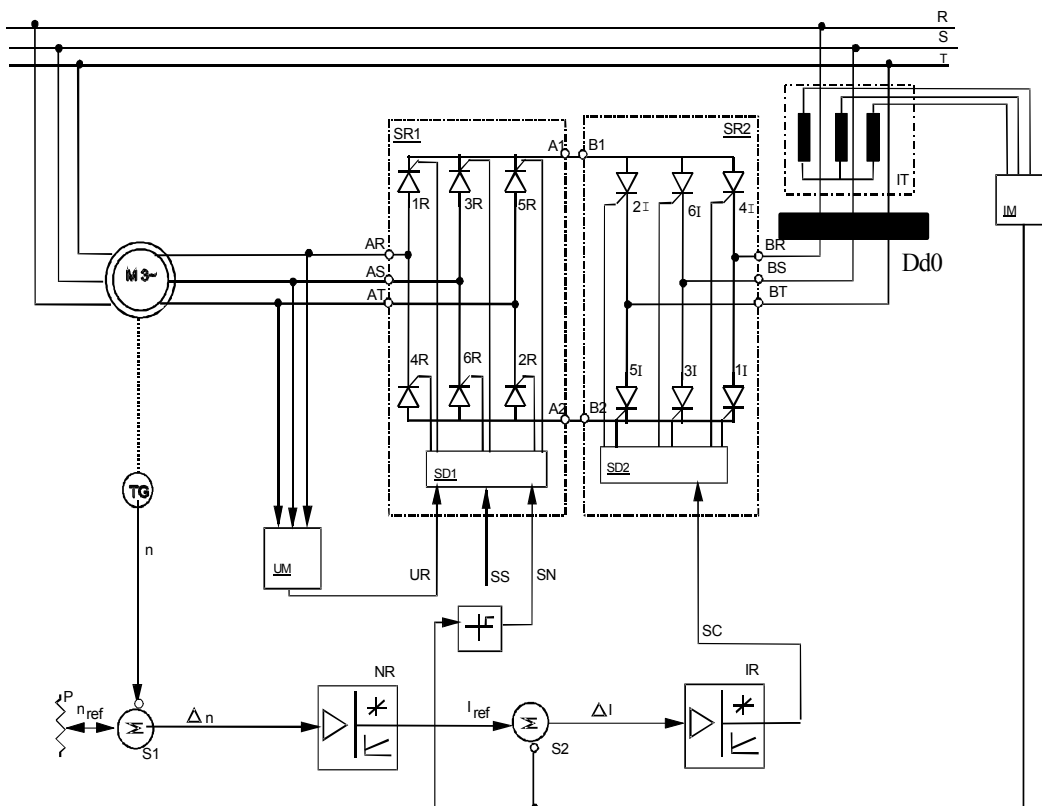 R
S
T
SR1
SR2
A1
B1
IT
IM
1R
3R
5R
2I
6I
4I
AR
AS
AT
BR
BS
BT
Dd0
M 3~
4R
6R
2R
5I
3I
1I
A2
B2
SD1
SD2
TG
n
UM
UR
SS
SN
SC
P
n ref
S1
Δn
NR
I ref
S2
ΔI
IR